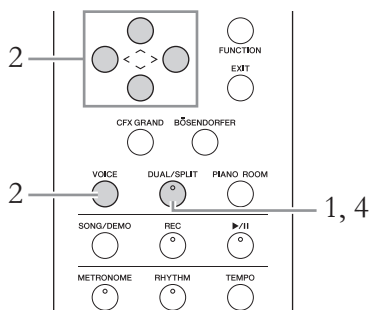 2
< >
FUNCTION
EXIT
CFX GRAND BÖSENDORFER
VOICE DUAL/SPLIT PIANO ROOM
2
1, 4
SONG/DEMO REC ►/II
METRONOME RHYTHM TEMPO